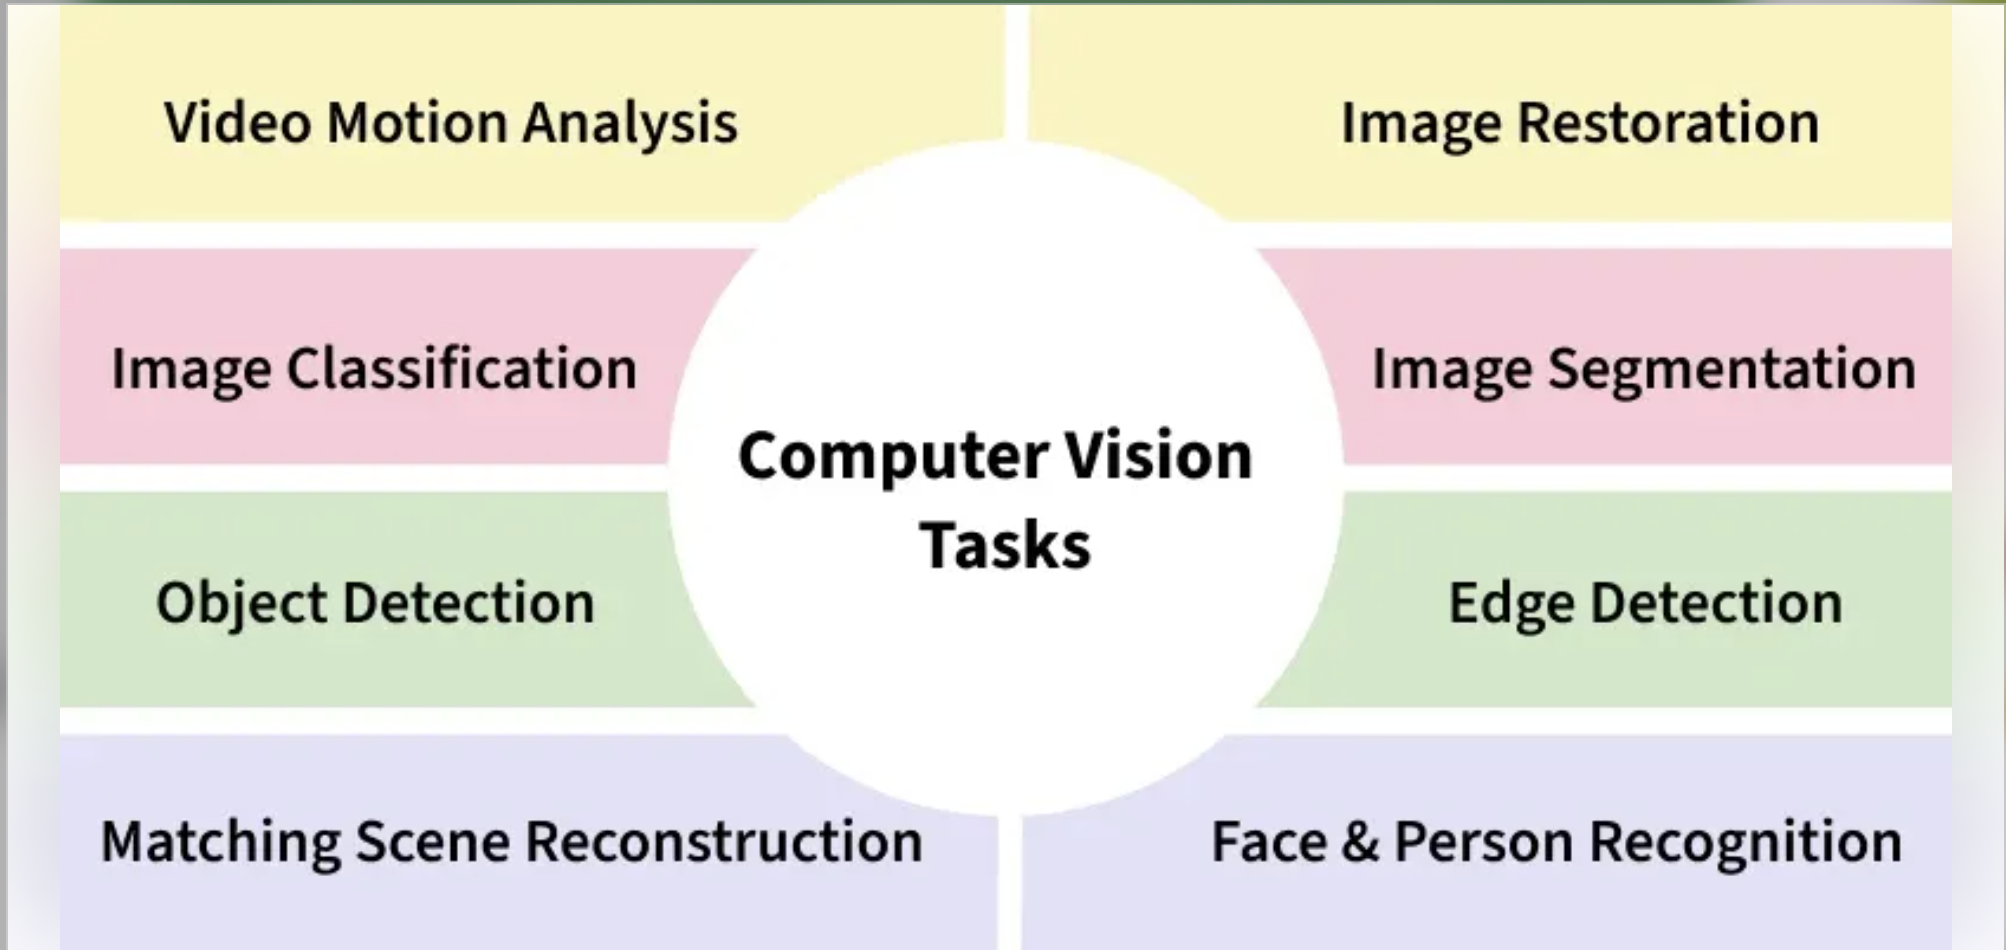 Video Motion Analysis
Image Restoration
Image Classification
Image Segmentation
Computer Vision
Tasks
Object Detection
Edge Detection
Matching Scene Reconstruction
Face & Person Recognition